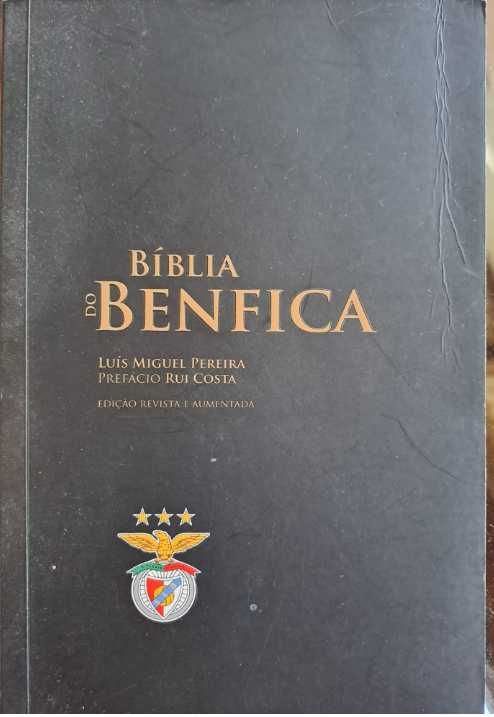 BÍBLIA
DO
BENFICA
LUÍS MIGUEL PEREIRA
PREFÁCIO RUI COSTA
EDIÇÃO REVISTA E AUMENTADA